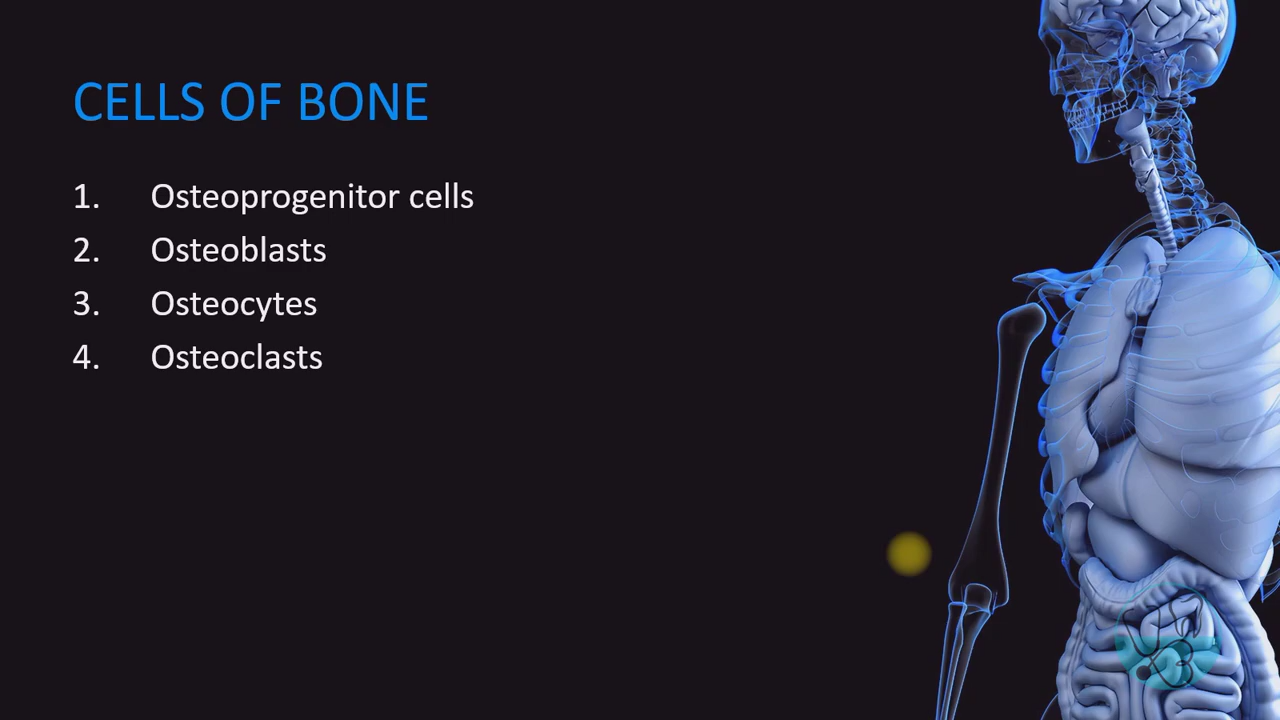 CELLS OF BONE
1. Osteoprogenitor cells
2. Osteoblasts
3. Osteocytes
4. Osteoclasts